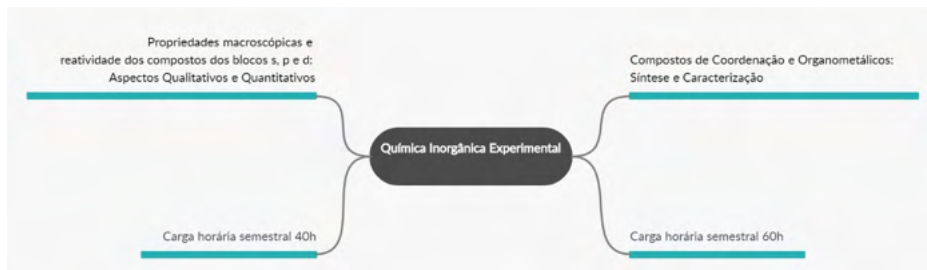 Propriedades macroscópicas e
reatividade dos compostos dos blocos s, p e d:
Aspectos Qualitativos e Quantitativos
Compostos de Coordenação e Organometálicos:
Síntese e Caracterização
Química Inorgânica Experimental
Carga horária semestral 40h
Carga horária semestral 60h